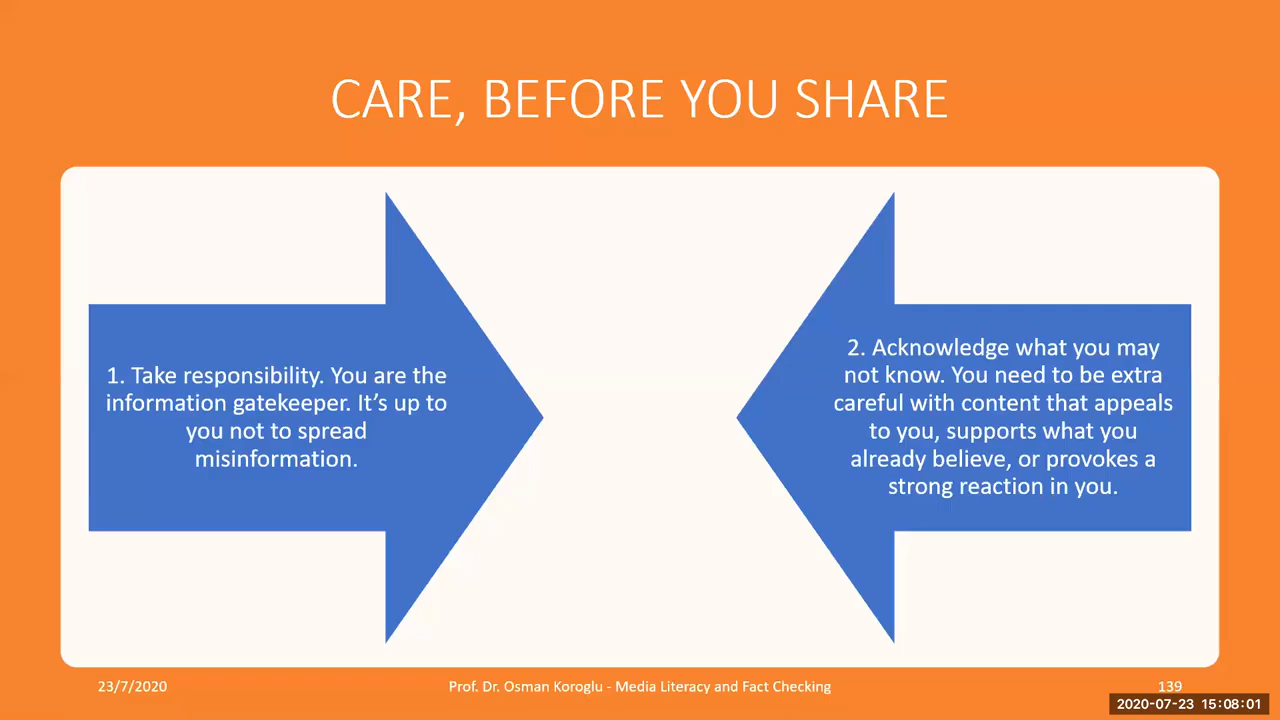 CARE, BEFORE YOU SHARE
1. Take responsibility. You are the
information gatekeeper. It’s up to
you not to spread
misinformation.
2. Acknowledge what you may
not know. You need to be extra
careful with content that appeals
to you, supports what you
already believe, or provokes a
strong reaction in you.
23/7/2020
Prof. Dr. Osman Koroglu - Media Literacy and Fact Checking
139
2020-07-23 15:08:01